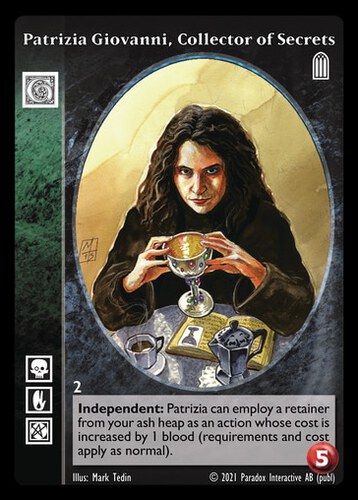 Patrizia Giovanni, Collector of Secrets
2
Independent: Patrizia can employ a retainer
from your ash heap as an action whose cost is
increased by 1 blood (requirements and cost
apply as normal).
5
Illus: Mark Tedin
© 2021 Paradox Interactive AB (publ)